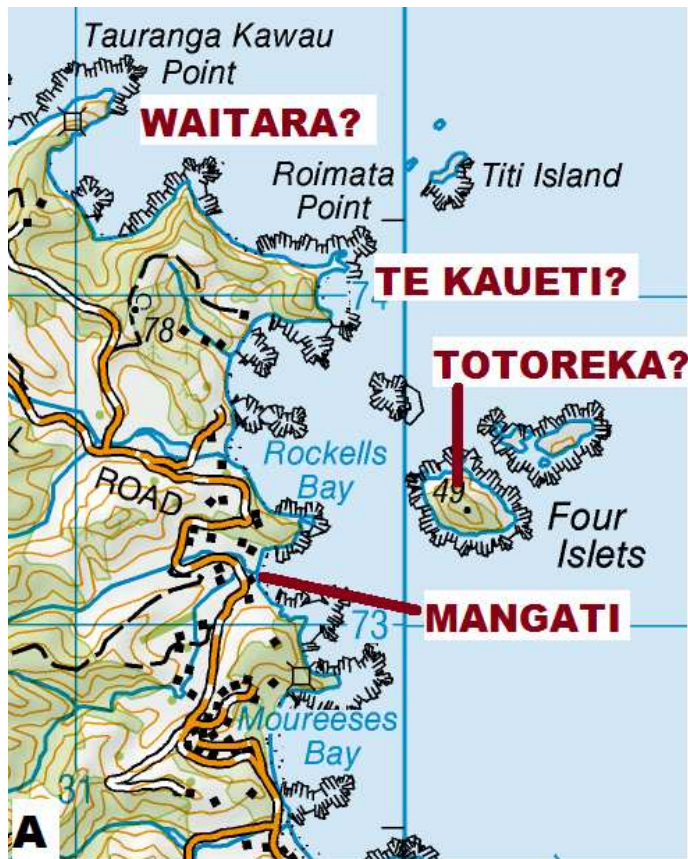 Tauranga Kawau
Point
WAITARA?
Roimata
Point
Titi Island
TE KAUETI?
78
TOTOREKA?
Rockells
Bay
ROAD
49
Four
Islets
73
MANGATI
Moureeses
Bay
31
A